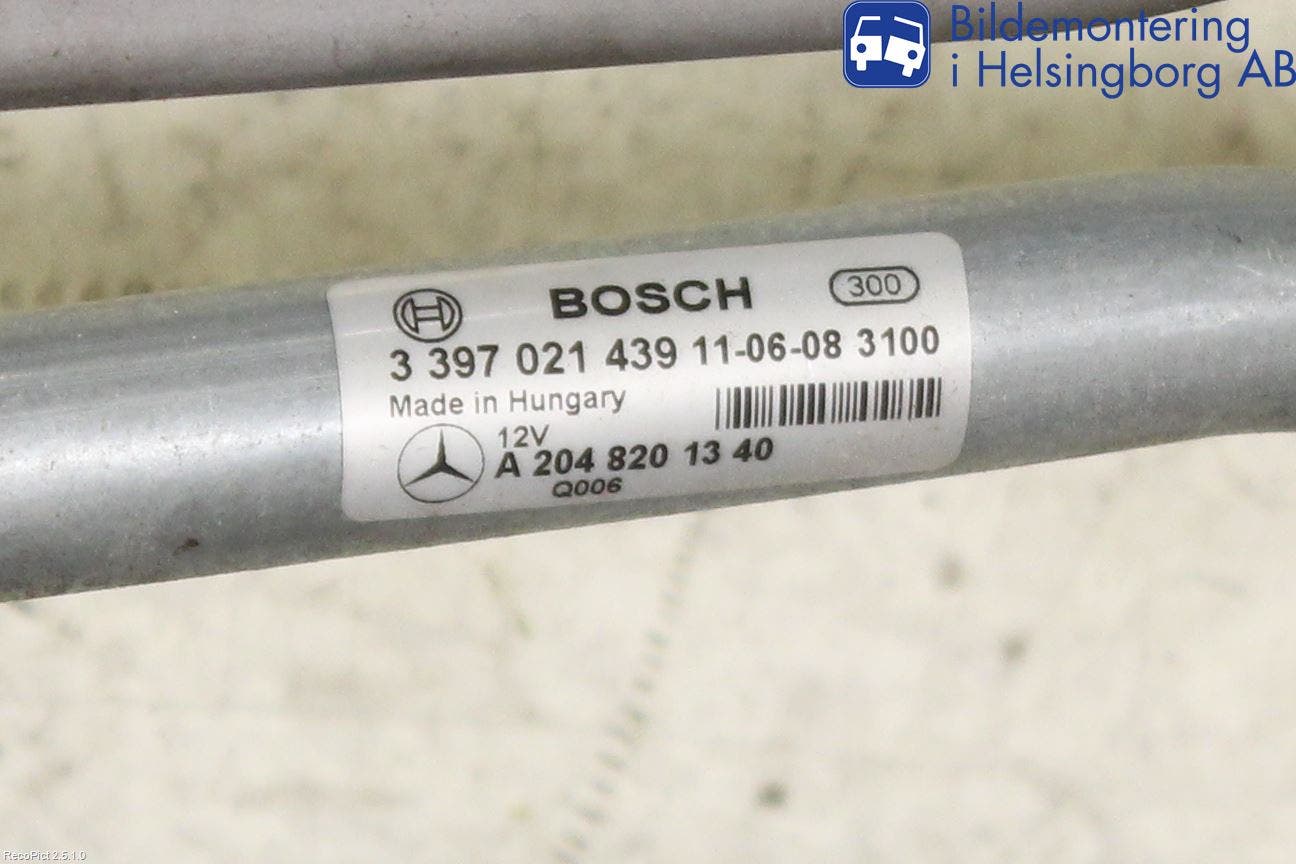 Bildemontering
i Helsingborg AB
BOSCH 300
3 397 021 439 11-06-08 3100
Made in Hungary
12V
A 204 820 13 40
Q006
RecoPict 2.5.1.0